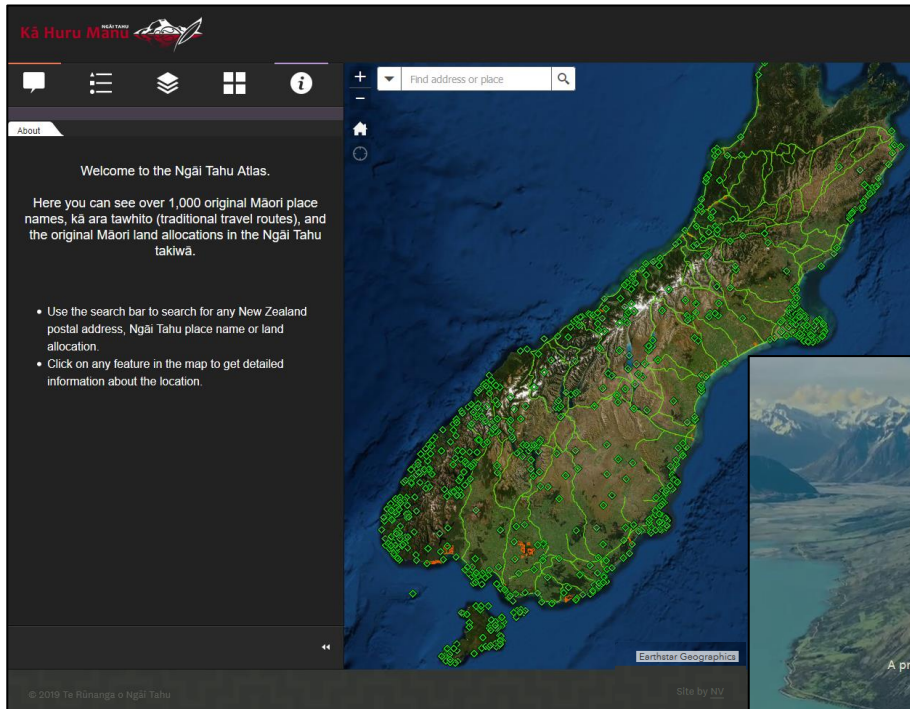 Kā Huru Manu
NGĀI TAHU
Find address or place
About
Welcome to the Ngāi Tahu Atlas.
Here you can see over 1,000 original Māori place
names, kā ara tawhito (traditional travel routes), and
the original Māori land allocations in the Ngāi Tahu
takiwā.
• Use the search bar to search for any New Zealand
postal address, Ngāi Tahu place name or land
allocation.
• Click on any feature in the map to get detailed
information about the location.
Earthstar Geographics
A pr
© 2019 Te Rūnanga o Ngāi Tahu
Site by NV